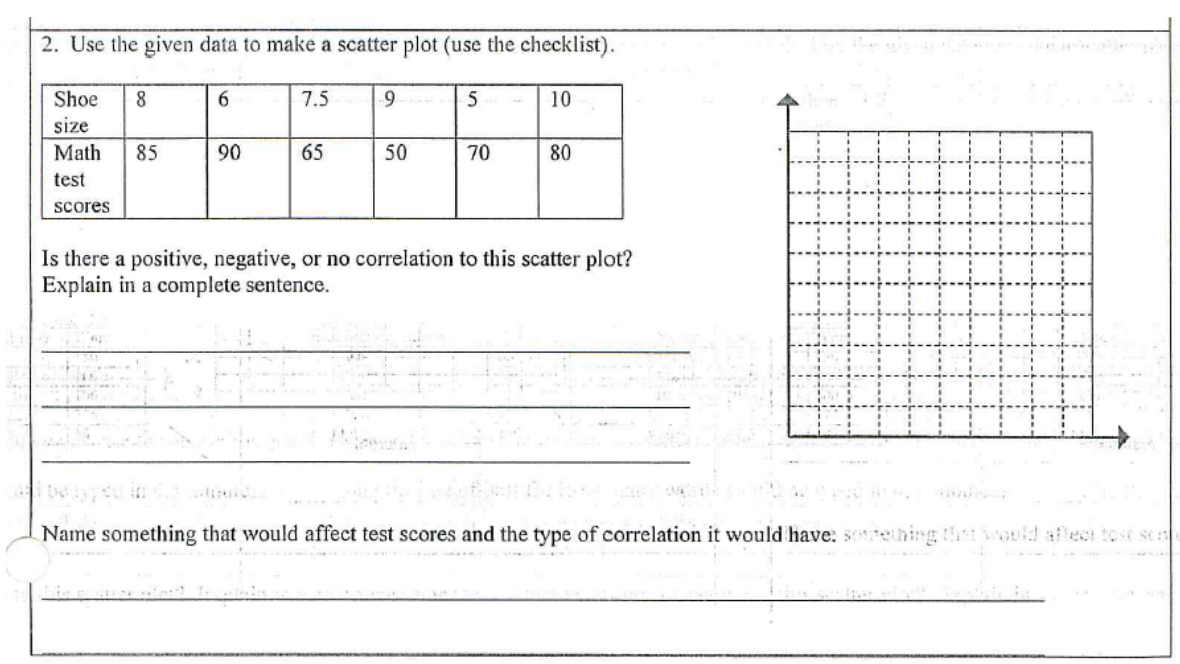 2. Use the given data to make a scatter plot (use the checklist).
Shoe size 8 6 7.5 9 5 10
Math test scores 85 90 65 50 70 80
Is there a positive, negative, or no correlation to this scatter plot?
Explain in a complete sentence.
Name something that would affect test scores and the type of correlation it would have: